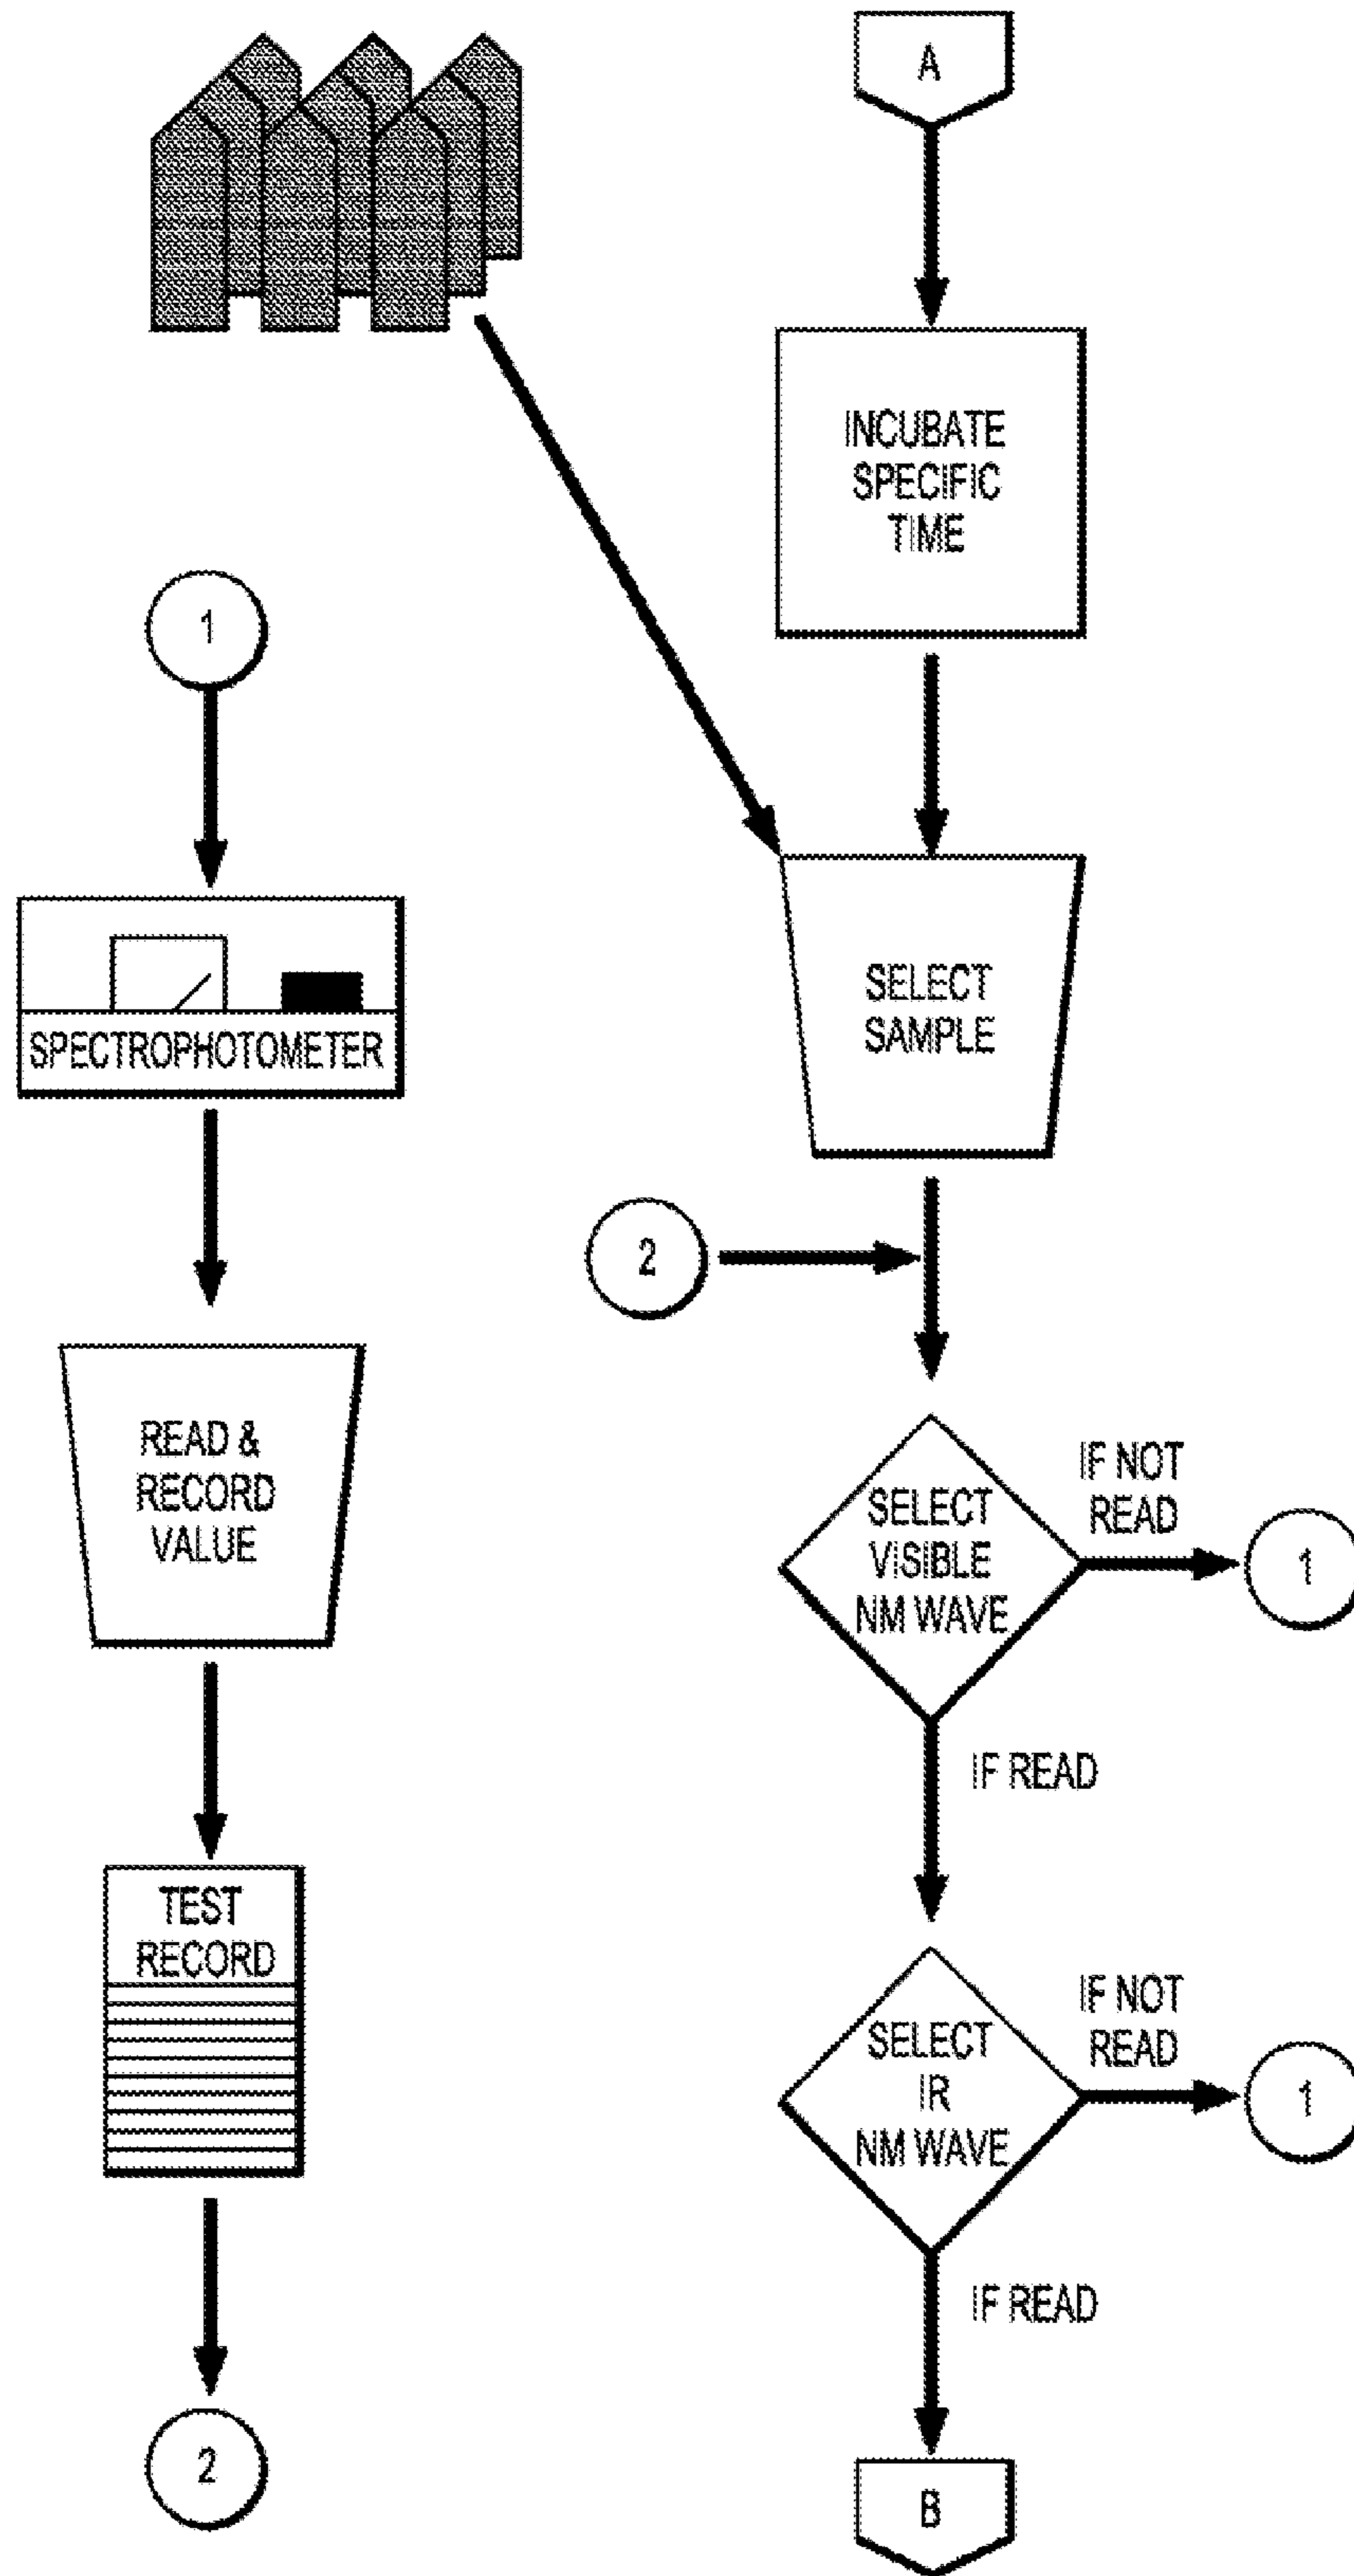 A
INCUBATE
SPECIFIC
TIME
1
SPECTROPHOTOMETER
SELECT
SAMPLE
2
READ &
RECORD
VALUE
SELECT
VISIBLE
NM WAVE
IF NOT
READ
1
IF READ
TEST
RECORD
SELECT
IR
NM WAVE
IF NOT
READ
1
IF READ
2
B